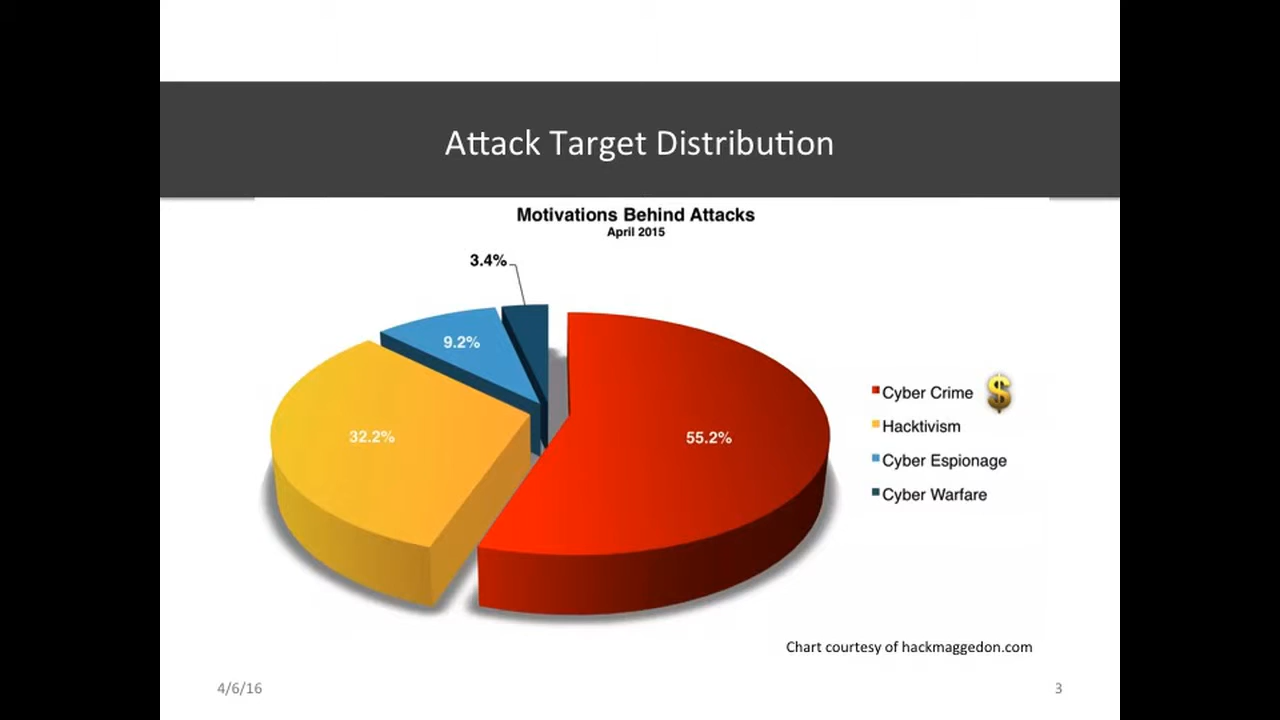 Attack Target Distribution
Motivations Behind Attacks
April 2015
3.4%
9.2%
32.2%
55.2%
Cyber Crime $
Hacktivism
Cyber Espionage
Cyber Warfare
Chart courtesy of hackmaggedon.com
4/6/16
3